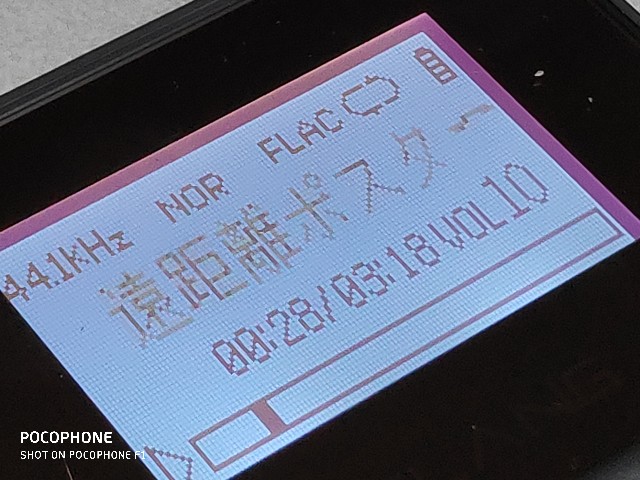 44.1KHz NOR FLAC
遠距離ポスター
00:28/03:18 VOL10
POCOPHONE
SHOT ON POCOPHONE F1